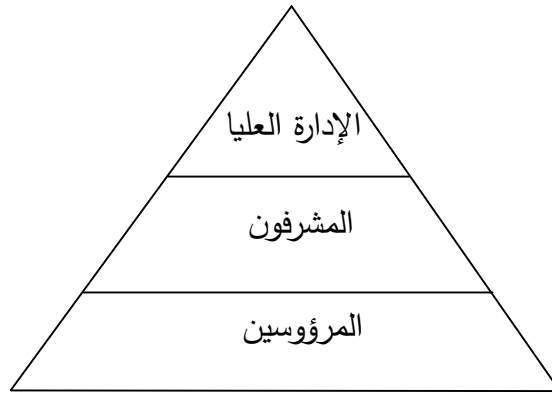 الإدارة العليا
المشرفون
المرؤوسين